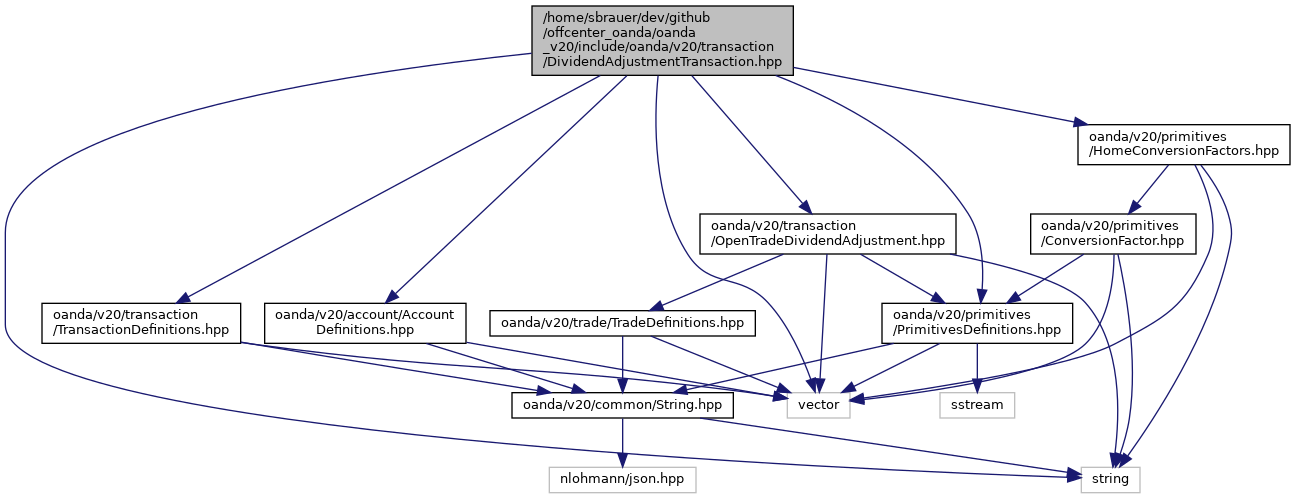 /home/sbrauer/dev/github
/offcenter_oanda/oanda
_v20/include/oanda/v20/transaction
/DividendAdjustmentTransaction.hpp
oanda/v20/primitives
/HomeConversionFactors.hpp
oanda/v20/transaction
/OpenTradeDividendAdjustment.hpp
oanda/v20/primitives
/ConversionFactor.hpp
oanda/v20/transaction
/TransactionDefinitions.hpp
oanda/v20/account/Account
Definitions.hpp
oanda/v20/trade/TradeDefinitions.hpp
oanda/v20/primitives
/PrimitivesDefinitions.hpp
oanda/v20/common/String.hpp
vector
sstream
nlohmann/json.hpp
string